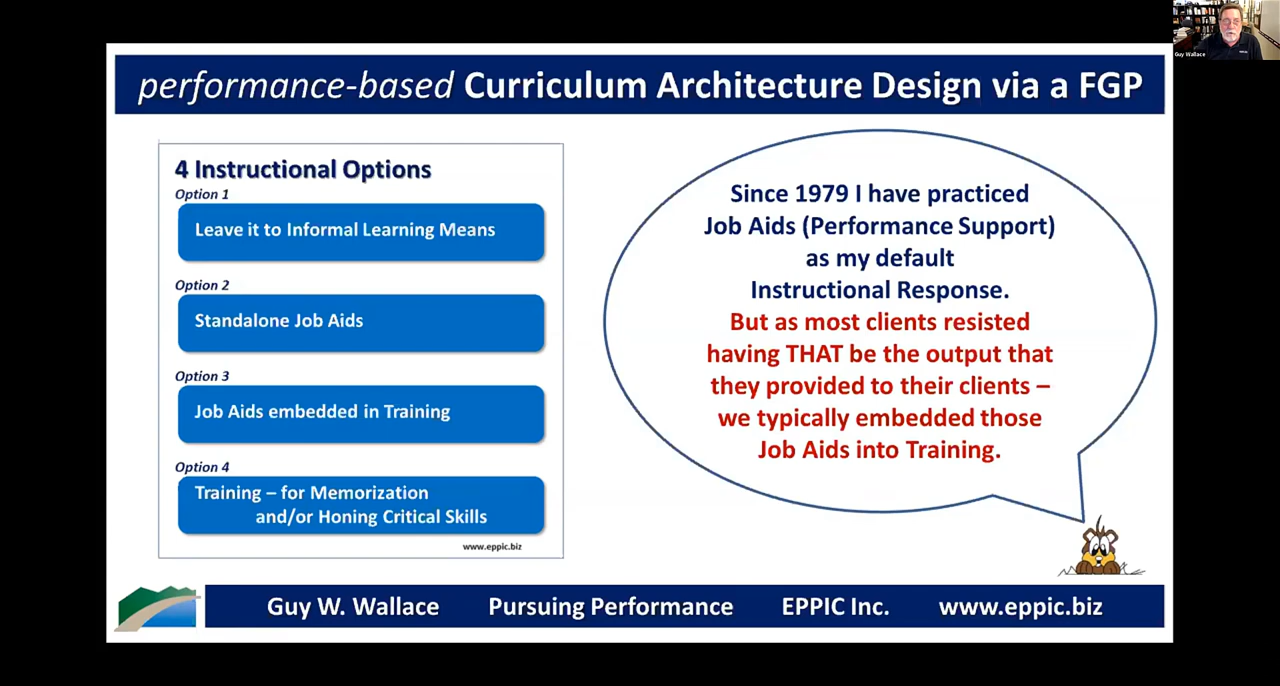 Guy Wallace
performance-based Curriculum Architecture Design via a FGP
4 Instructional Options
Option 1
Leave it to Informal Learning Means
Option 2
Standalone Job Aids
Option 3
Job Aids embedded in Training
Option 4
Training – for Memorization
and/or Honing Critical Skills
www.eppic.biz
Since 1979 I have practiced
Job Aids (Performance Support)
as my default
Instructional Response.
But as most clients resisted
having THAT be the output that
they provided to their clients –
we typically embedded those
Job Aids into Training.
Guy W. Wallace Pursuing Performance EPPIC Inc. www.eppic.biz